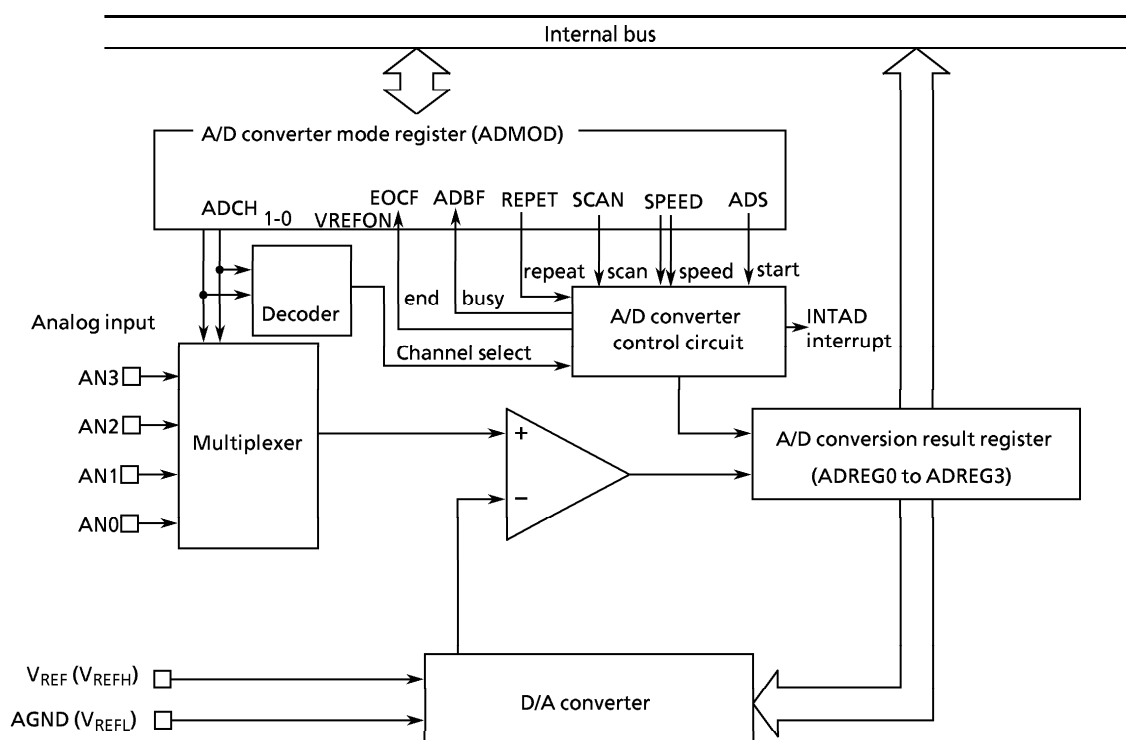 Internal bus
A/D converter mode register (ADMOD)
EOCF ADBF REPET SCAN SPEED ADS
ADCH 1-0 VREFON
repeat scan speed start
end busy
Decoder
A/D converter
control circuit
INTAD
interrupt
Analog input
Channel select
AN3
AN2
AN1
AN0
Multiplexer
+
−
A/D conversion result register
(ADREG0 to ADREG3)
VREF (VREFH)
AGND (VREFL)
D/A converter